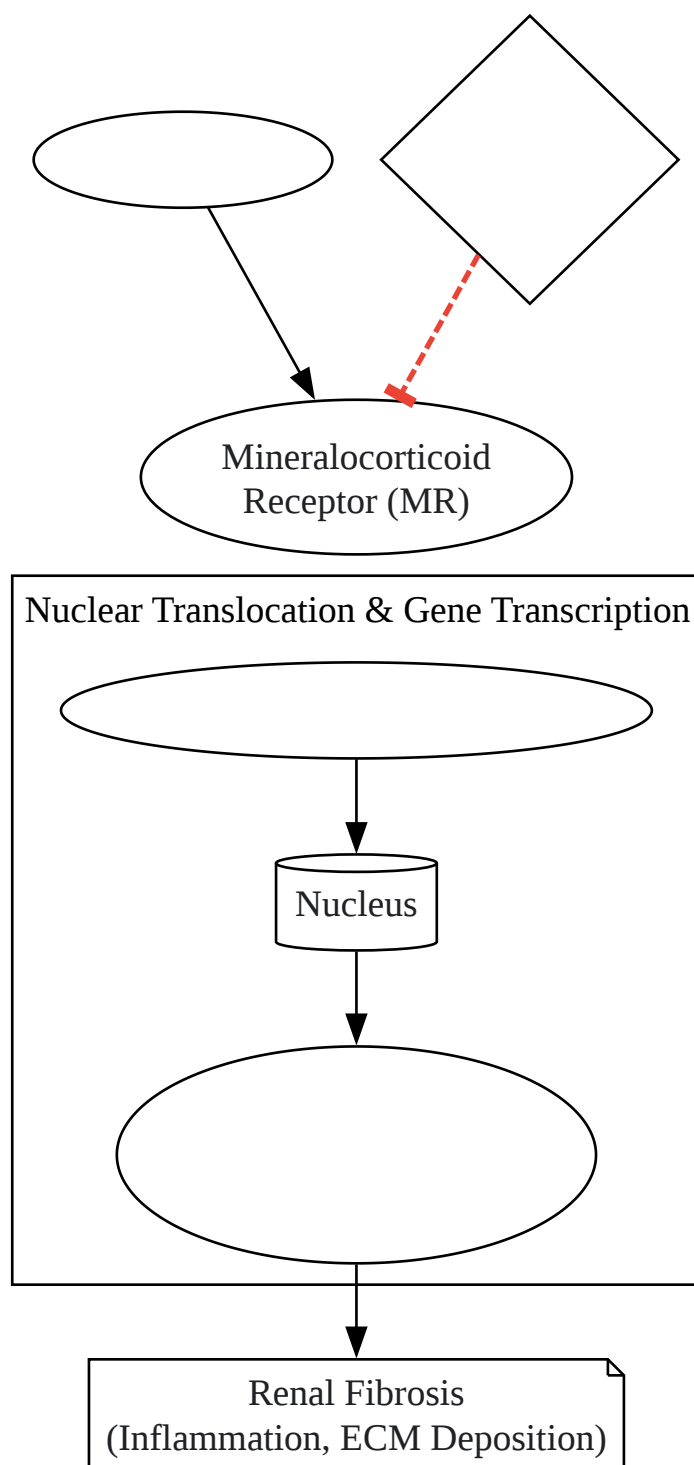 Mineralocorticoid
Receptor (MR)
Nuclear Translocation & Gene Transcription
Nucleus
Renal Fibrosis
(Inflammation, ECM Deposition)